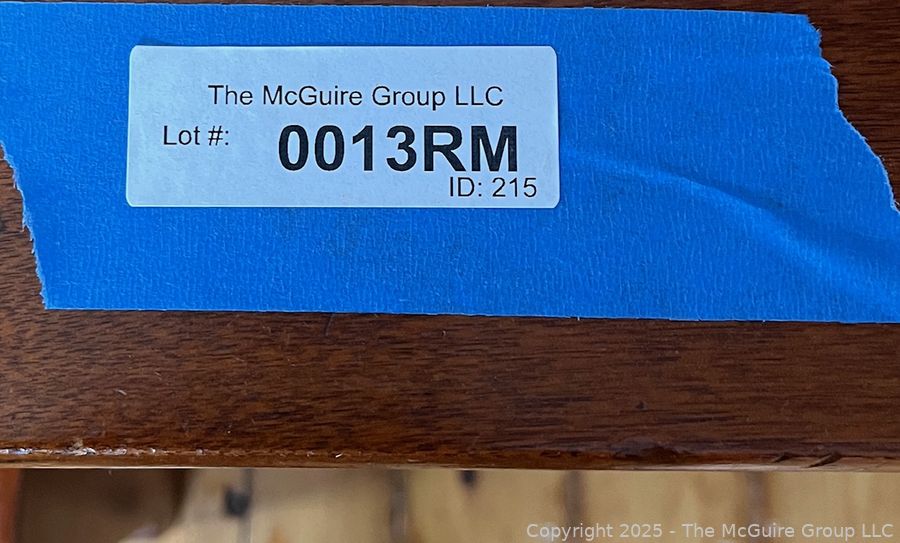 The McGuire Group LLC
Lot #: 0013RM
ID: 215
Copyright 2025 - The McGuire Group LLC